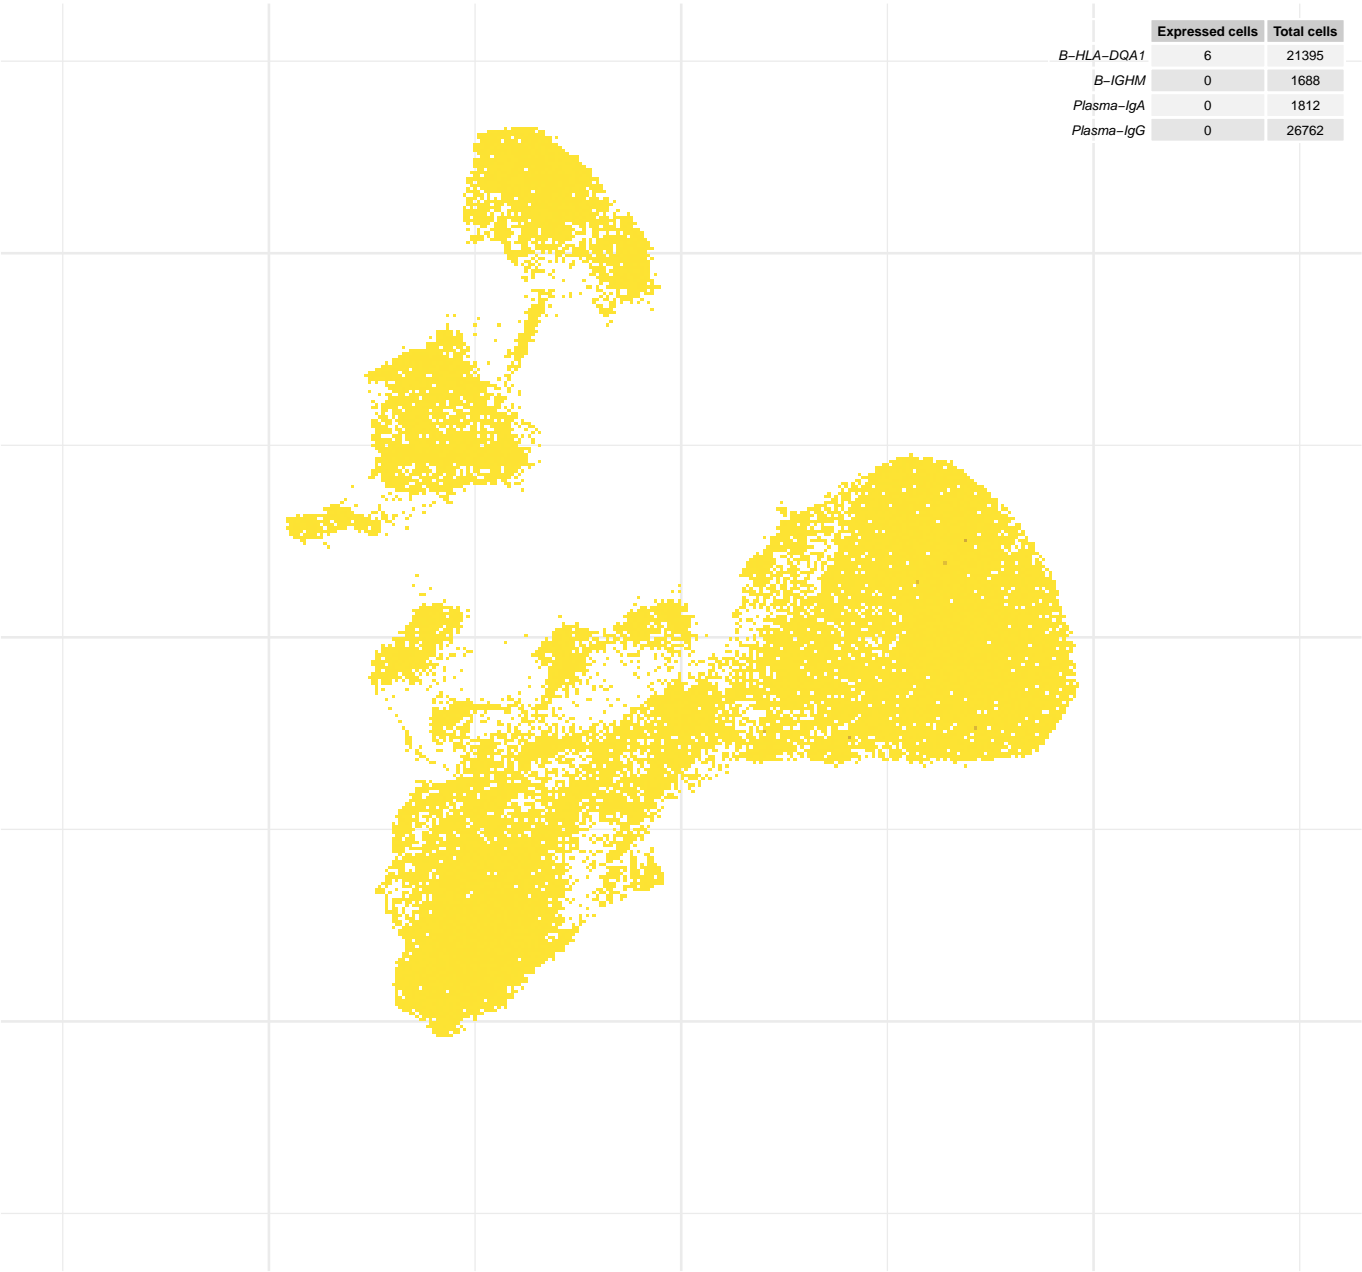 Expressed cells Total cells
B-HLA-DQA1 6 21395
B-IGHM 0 1688
Plasma-IgA 0 1812
Plasma-IgG 0 26762